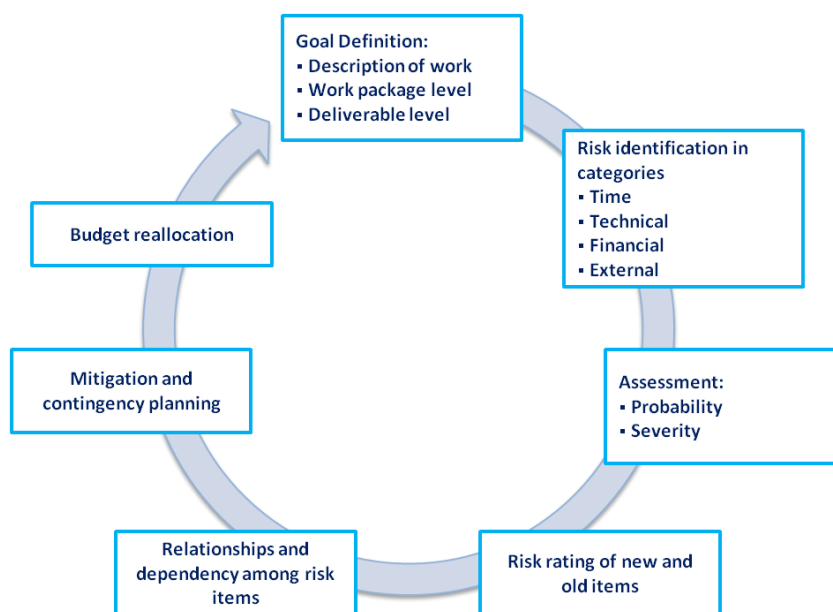 Goal Definition:
▪ Description of work
▪ Work package level
▪ Deliverable level
Risk identification in
categories
▪ Time
▪ Technical
▪ Financial
▪ External
Assessment:
▪ Probability
▪ Severity
Risk rating of new and
old items
Relationships and
dependency among risk
items
Mitigation and
contingency planning
Budget reallocation